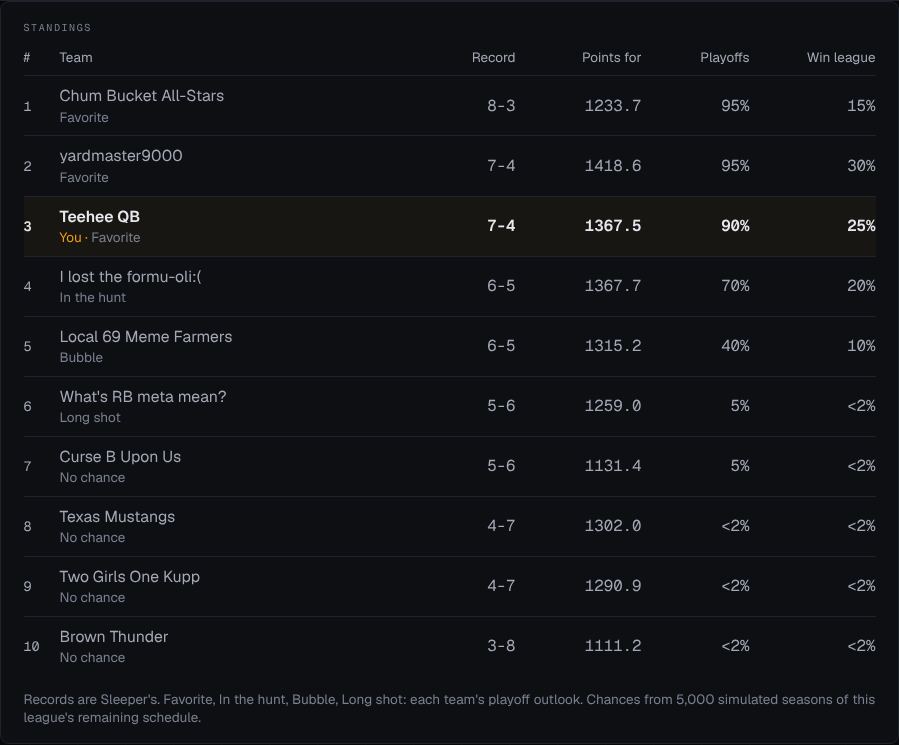 STANDINGS
# Team Record Points for Playoffs Win league
1 Chum Bucket All-Stars 8-3 1233.7 95% 15%
Favorite
2 yardmaster9000 7-4 1418.6 95% 30%
Favorite
3 Teehee QB 7-4 1367.5 90% 25%
You · Favorite
4 I lost the formu-oli:( 6-5 1367.7 70% 20%
In the hunt
5 Local 69 Meme Farmers 6-5 1315.2 40% 10%
Bubble
6 What's RB meta mean? 5-6 1259.0 5% <2%
Long shot
7 Curse B Upon Us 5-6 1131.4 5% <2%
No chance
8 Texas Mustangs 4-7 1302.0 <2% <2%
No chance
9 Two Girls One Kupp 4-7 1290.9 <2% <2%
No chance
10 Brown Thunder 3-8 1111.2 <2% <2%
No chance
Records are Sleeper's. Favorite, In the hunt, Bubble, Long shot: each team's playoff outlook. Chances from 5,000 simulated seasons of this
league's remaining schedule.